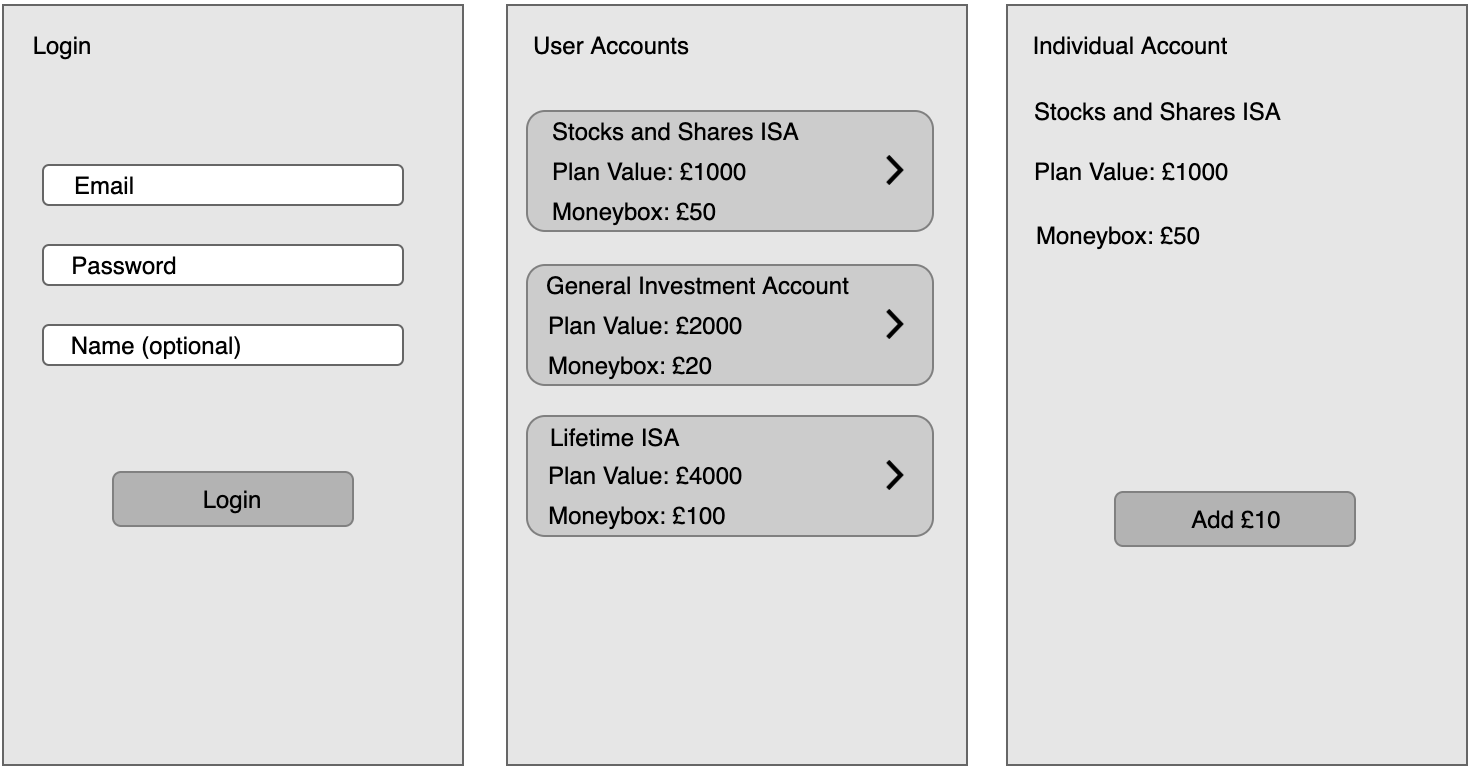 Login
Email
Password
Name (optional)
Login
User Accounts
Stocks and Shares ISA
Plan Value: £1000
Moneybox: £50
General Investment Account
Plan Value: £2000
Moneybox: £20
Lifetime ISA
Plan Value: £4000
Moneybox: £100
Individual Account
Stocks and Shares ISA
Plan Value: £1000
Moneybox: £50
Add £10